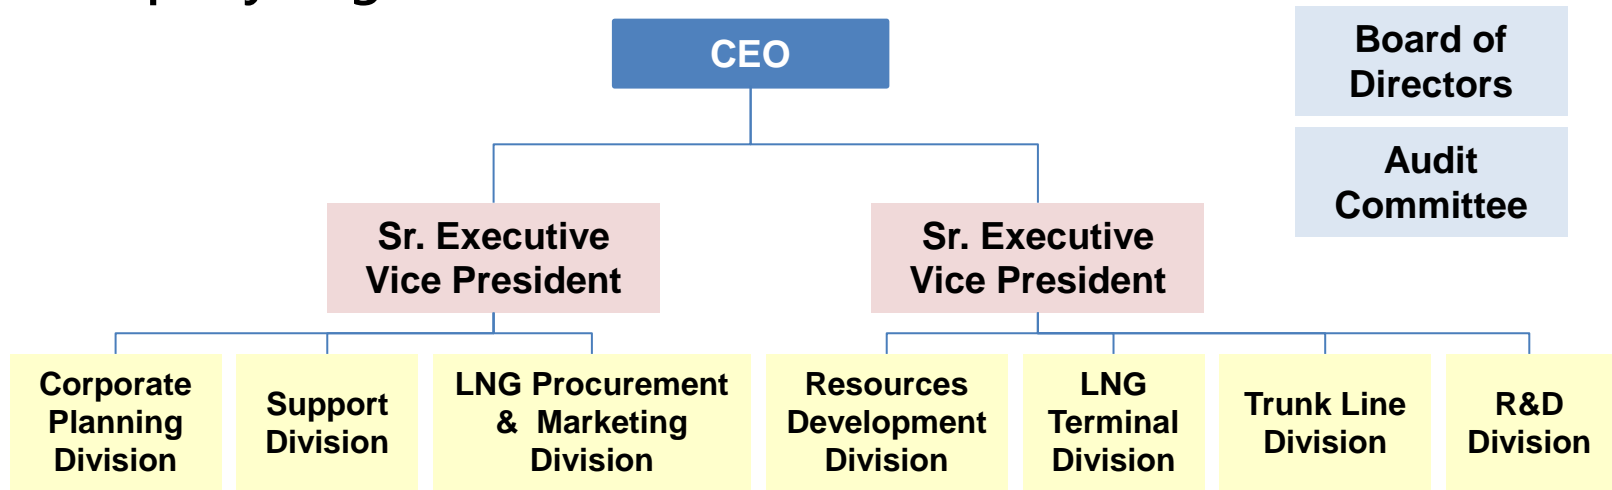 CEO
Board of
Directors
Audit
Committee
Sr. Executive
Vice President
Sr. Executive
Vice President
Corporate
Planning
Division
Support
Division
LNG Procurement
& Marketing
Division
Resources
Development
Division
LNG
Terminal
Division
Trunk Line
Division
R&D
Division